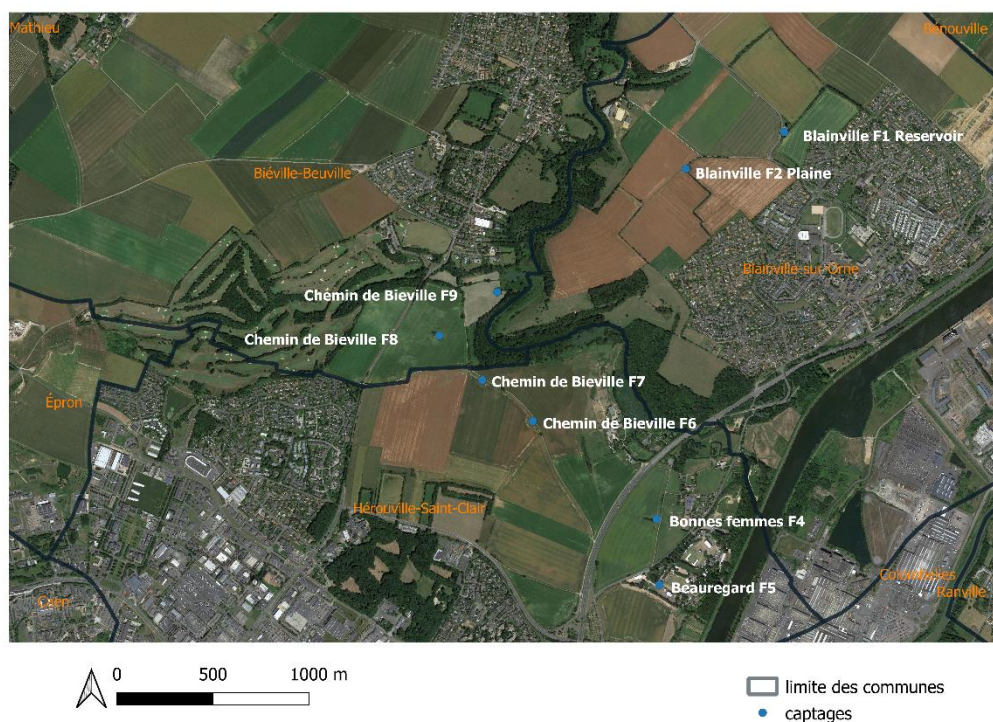 Mathieu
Bénouville
Blainville F1 Reservoir
Biéville-Beuville
Blainville F2 Plaine
Blainville-sur-Orne
Chemin de Bieville F9
Chemin de Bieville F8
Chemin de Bieville F7
Épron
Chemin de Bieville F6
Hérouville-Saint-Clair
Bonnes femmes F4
Colombelles
Beauregard F5
Ranville
Caen
0 500 1000 m
limite des communes
captages